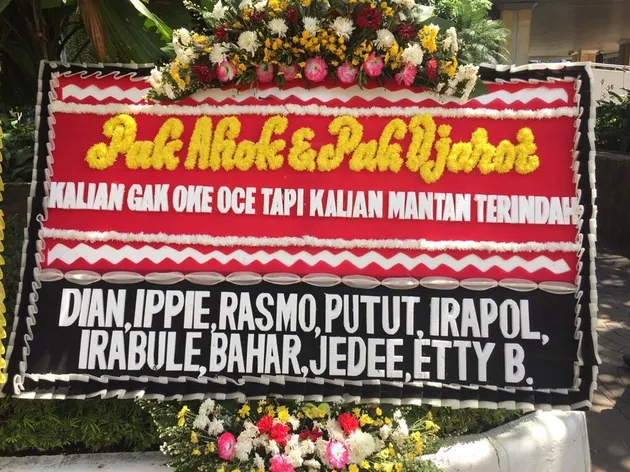 Pak Ahok & Pak Djarot
KALIAN GAK OKE OCE TAPI KALIAN MANTAN TERINDAH
DIAN, IPPIE, RASMO, PUTUT, IRAPOL,
IRABULE, BAHAR, JEDEE, ETTY B.